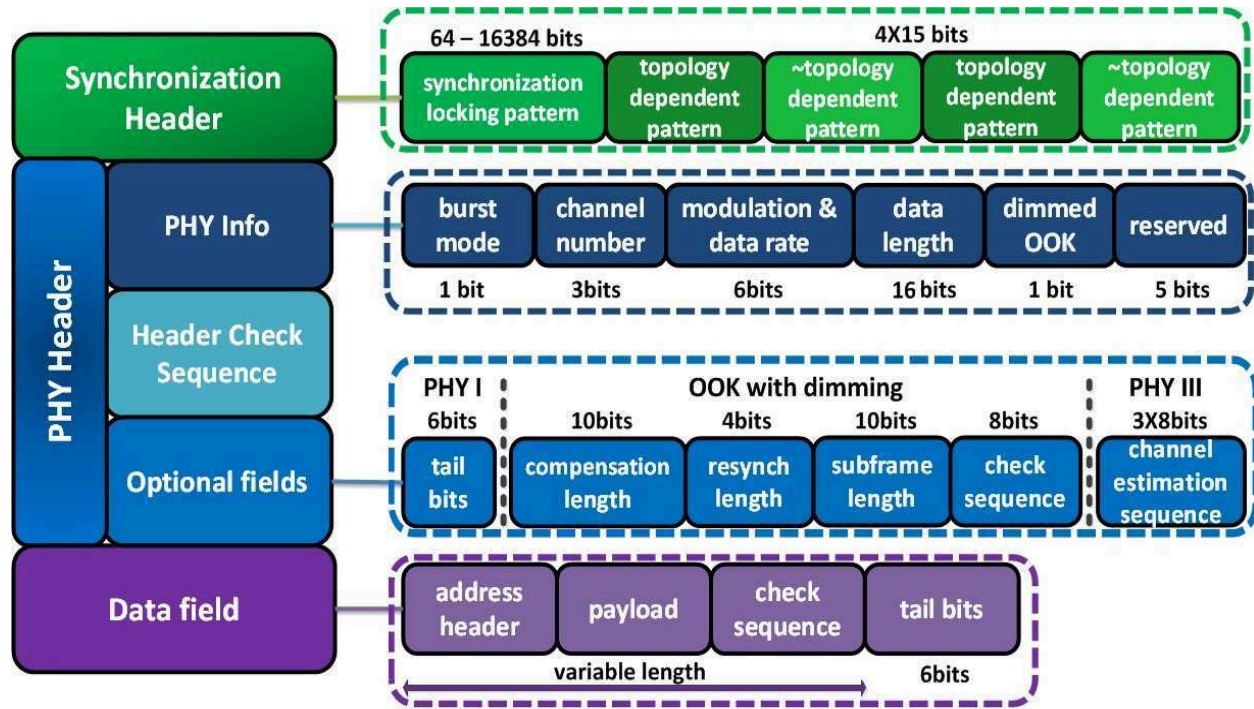 64 – 16384 bits
4X15 bits
Synchronization
Header
synchronization
locking pattern
topology
dependent
pattern
~topology
dependent
pattern
topology
dependent
pattern
~topology
dependent
pattern
PHY Header
PHY Info
burst
mode
channel
number
modulation &
data rate
data
length
dimmed
OOK
reserved
1 bit
3bits
6bits
16 bits
1 bit
5 bits
Header Check
Sequence
PHY I
OOK with dimming
PHY III
6bits
10bits
4bits
10bits
8bits
3X8bits
Optional fields
tail
bits
compensation
length
resynch
length
subframe
length
check
sequence
channel
estimation
sequence
Data field
address
header
payload
check
sequence
tail bits
variable length
6bits